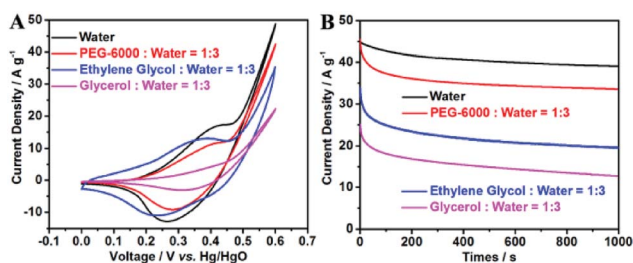 A
Water
PEG-6000 : Water = 1:3
Ethylene Glycol : Water = 1:3
Glycerol : Water = 1:3
Current Density / A g-1
50
40
30
20
10
0
-10
-0.1 0.0 0.1 0.2 0.3 0.4 0.5 0.6 0.7
Voltage / V vs. Hg/HgO
B
Water
PEG-6000 : Water = 1:3
Ethylene Glycol : Water = 1:3
Glycerol : Water = 1:3
Current Density / A g-1
50
40
30
20
10
0
0 200 400 600 800 1000
Times / s